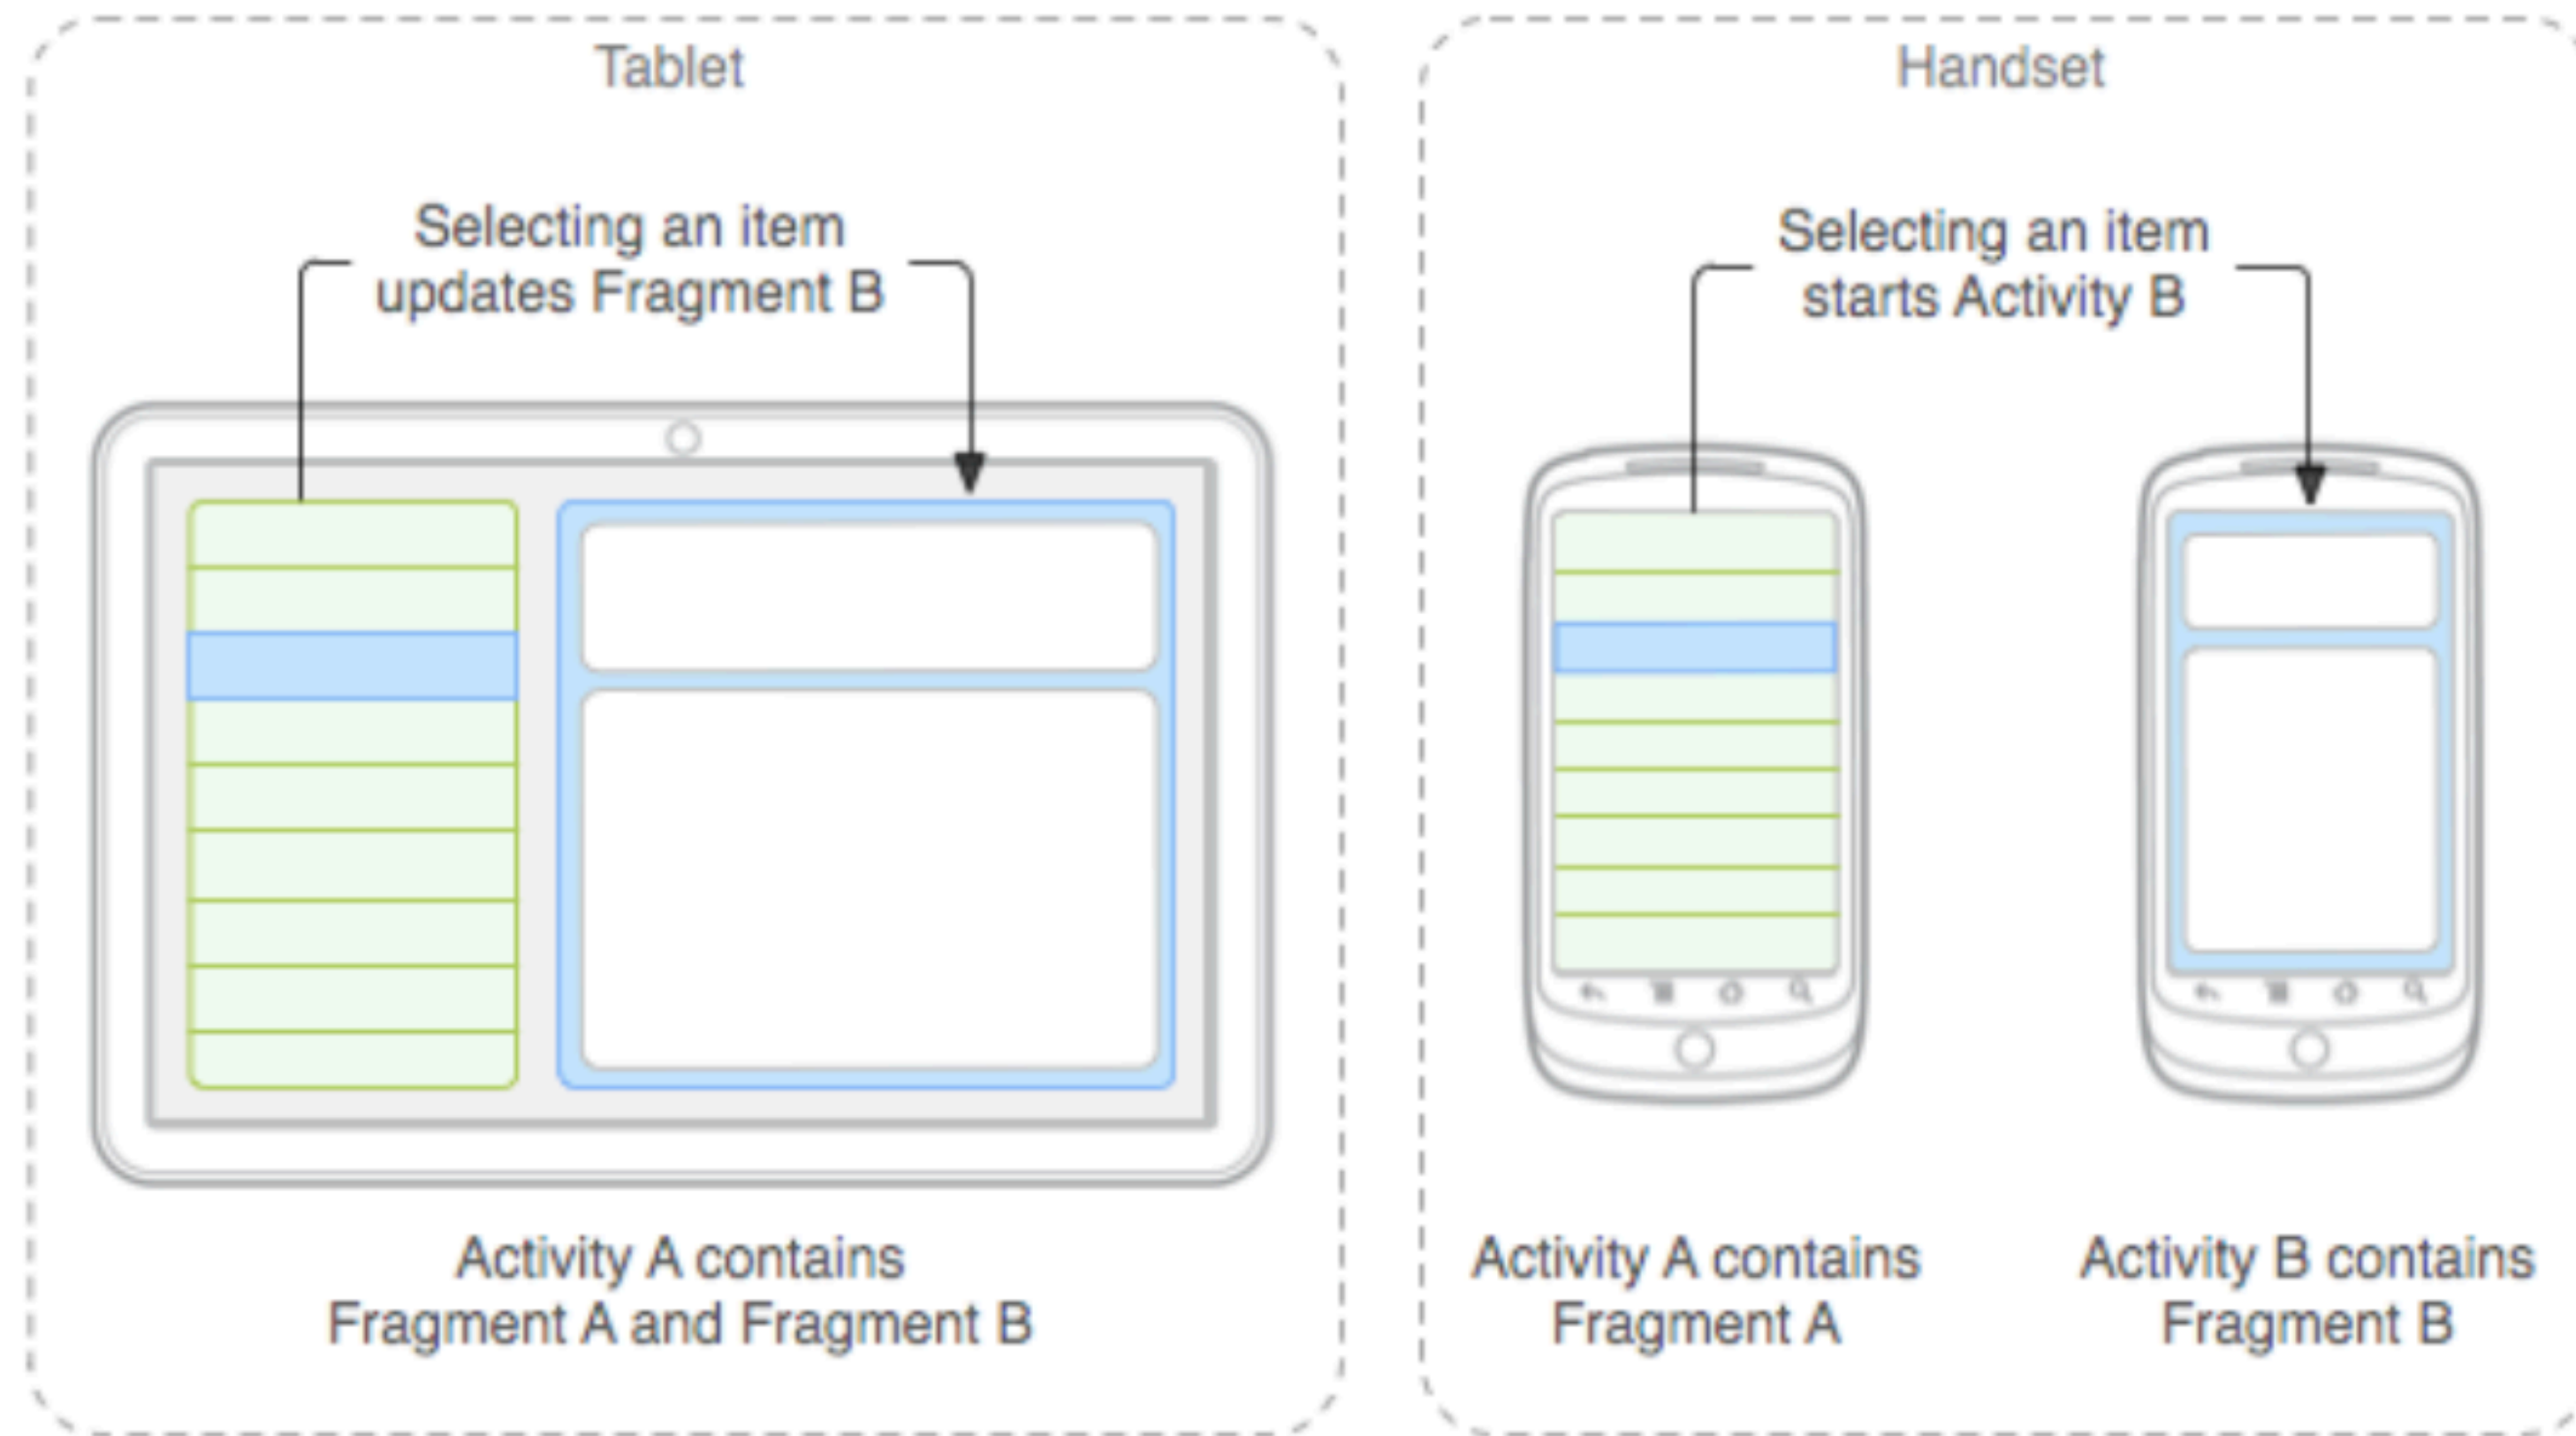 Tablet
Selecting an item
updates Fragment B
Activity A contains
Fragment A and Fragment B
Handset
Selecting an item
starts Activity B
Activity A contains
Fragment A
Activity B contains
Fragment B